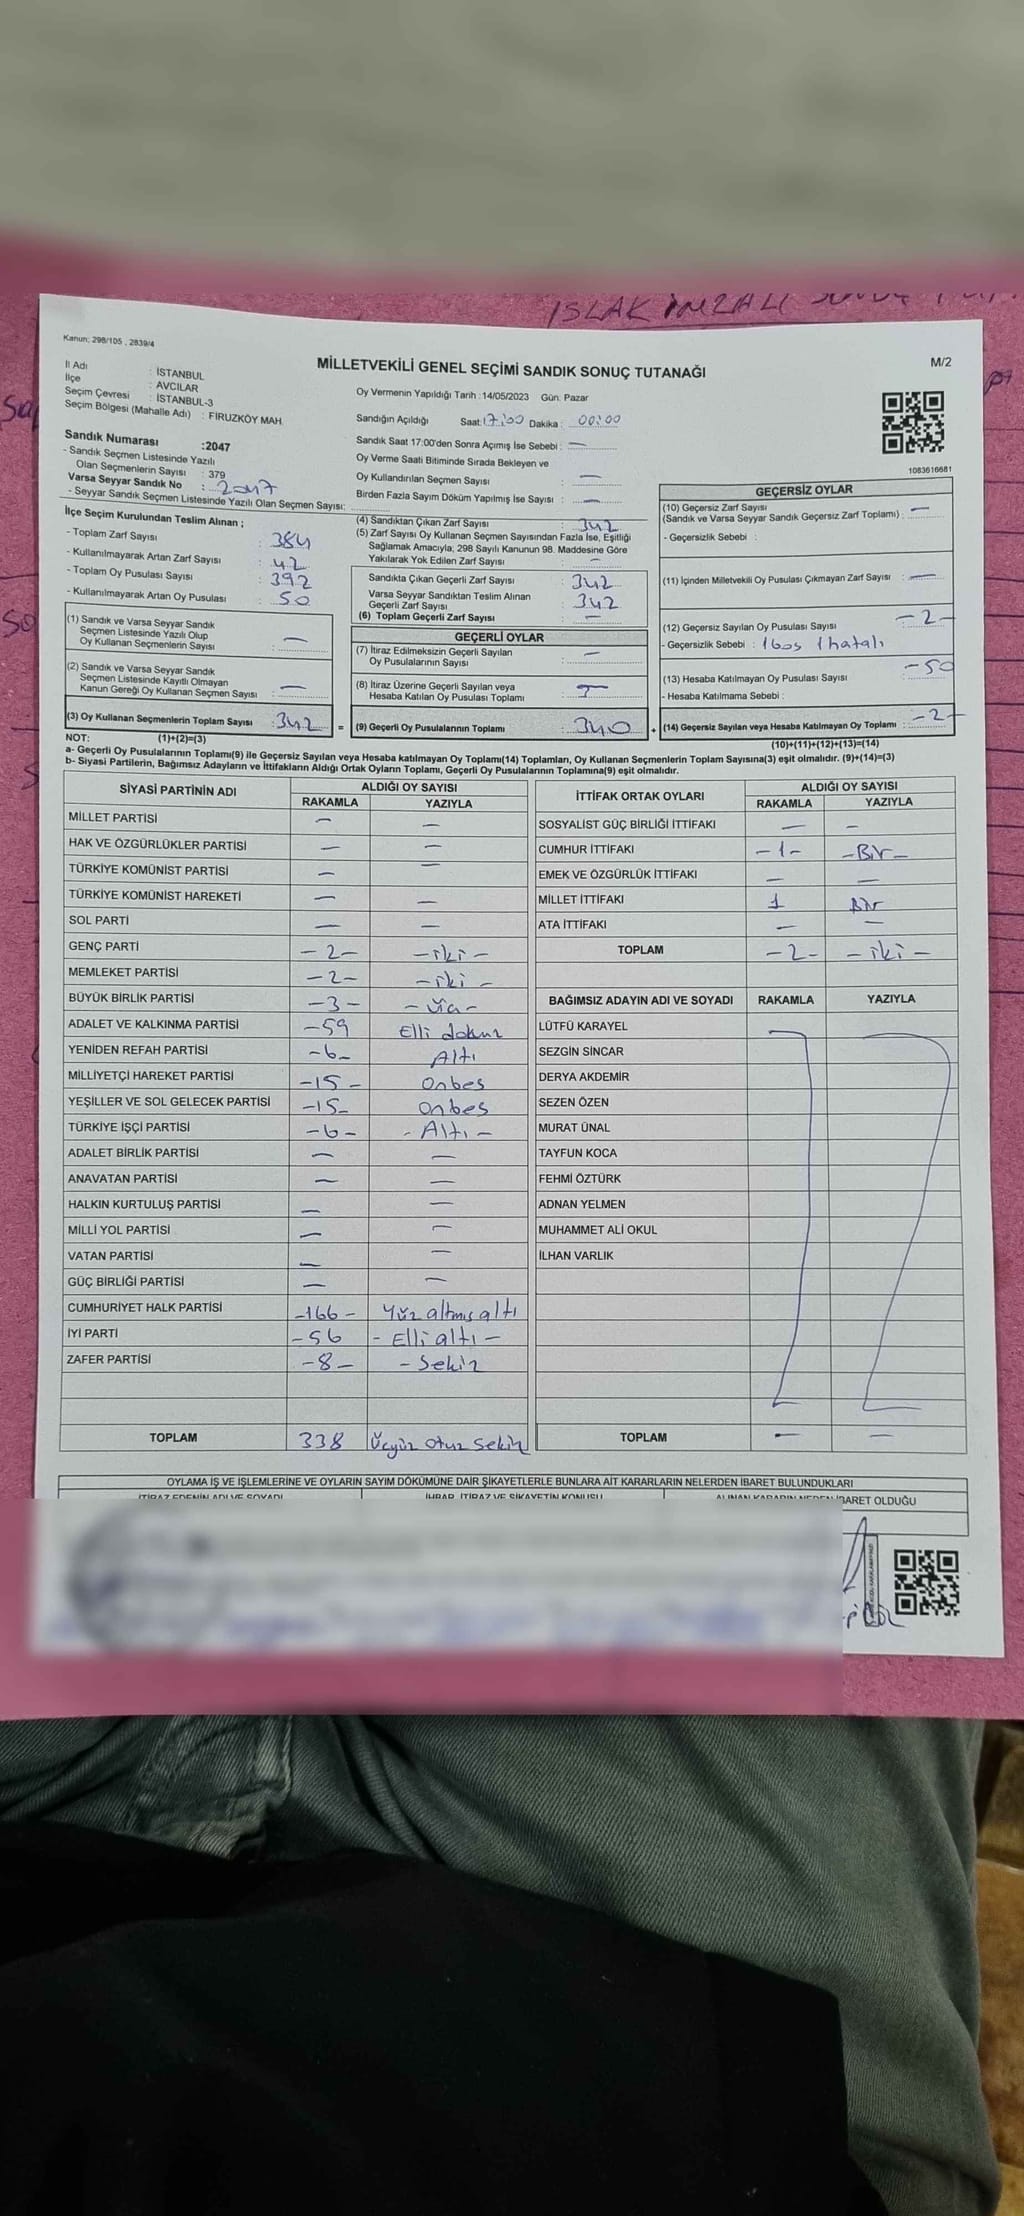 ISLAK İMZALI
Kanun; 298/105 , 2839/4
MİLLETVEKİLİ GENEL SEÇİMİ SANDIK SONUÇ TUTANAĞI
M/2
İl Adı : İSTANBUL
İlçe : AVCILAR
Seçim Çevresi : İSTANBUL-3
Seçim Bölgesi (Mahalle Adı) : FİRUZKÖY MAH.
Sandık Numarası :2047
- Sandık Seçmen Listesinde Yazılı
Olan Seçmenlerin Sayısı : 379
Varsa Seyyar Sandık No : 2047
- Seyyar Sandık Seçmen Listesinde Yazılı Olan Seçmen Sayısı:
İlçe Seçim Kurulundan Teslim Alınan ;
- Toplam Zarf Sayısı : 384
- Kullanılmayarak Artan Zarf Sayısı : 42
- Toplam Oy Pusulası Sayısı : 392
- Kullanılmayarak Artan Oy Pusulası : 50
Oy Vermenin Yapıldığı Tarih :14/05/2023 Gün: Pazar
Sandığın Açıldığı Saat:17:00 Dakika : 00:00
Sandık Saat 17:00'den Sonra Açımış İse Sebebi : —
Oy Verme Saati Bitiminde Sırada Bekleyen ve
Oy Kullandırılan Seçmen Sayısı : —
Birden Fazla Sayım Döküm Yapılmış İse Sayısı : —
1083616681
(4) Sandıktan Çıkan Zarf Sayısı : 342
(5) Zarf Sayısı Oy Kullanan Seçmen Sayısından Fazla İse, Eşitliği
Sağlamak Amacıyla; 298 Sayılı Kanunun 98. Maddesine Göre
Yakılarak Yok Edilen Zarf Sayısı : —
Sandıkta Çıkan Geçerli Zarf Sayısı : 342
Varsa Seyyar Sandıktan Teslim Alınan
Geçerli Zarf Sayısı : 342
(6) Toplam Geçerli Zarf Sayısı : —
GEÇERSİZ OYLAR
(10) Geçersiz Zarf Sayısı
(Sandık ve Varsa Seyyar Sandık Geçersiz Zarf Toplamı) : —
- Geçersizlik Sebebi :
(11) İçinden Milletvekili Oy Pusulası Çıkmayan Zarf Sayısı : —
(12) Geçersiz Sayılan Oy Pusulası Sayısı : -2-
- Geçersizlik Sebebi : 1 boş 1 hatalı
(13) Hesaba Katılmayan Oy Pusulası Sayısı : -50
- Hesaba Katılmama Sebebi :
(1) Sandık ve Varsa Seyyar Sandık
Seçmen Listesinde Yazılı Olup
Oy Kullanan Seçmenlerin Sayısı : —
(2) Sandık ve Varsa Seyyar Sandık
Seçmen Listesinde Kayıtlı Olmayan
Kanun Gereği Oy Kullanan Seçmen Sayısı : —
GEÇERLİ OYLAR
(7) İtiraz Edilmeksizin Geçerli Sayılan
Oy Pusulalarının Sayısı : —
(8) İtiraz Üzerine Geçerli Sayılan veya
Hesaba Katılan Oy Pusulası Toplamı :
(3) Oy Kullanan Seçmenlerin Toplam Sayısı : 342 = (9) Geçerli Oy Pusulalarının Toplamı : 340 + (14) Geçersiz Sayılan veya Hesaba Katılmayan Oy Toplamı : -2-
NOT: (1)+(2)=(3) (10)+(11)+(12)+(13)=(14)
a- Geçerli Oy Pusulalarının Toplamı(9) ile Geçersiz Sayılan veya Hesaba katılmayan Oy Toplamı(14) Toplamları, Oy Kullanan Seçmenlerin Toplam Sayısına(3) eşit olmalıdır. (9)+(14)=(3)
b- Siyasi Partilerin, Bağımsız Adayların ve İttifakların Aldığı Ortak Oyların Toplamı, Geçerli Oy Pusulalarının Toplamına(9) eşit olmalıdır.
SİYASİ PARTİNİN ADI ALDIĞI OY SAYISI
RAKAMLA YAZIYLA
MİLLET PARTİSİ — —
HAK VE ÖZGÜRLÜKLER PARTİSİ — —
TÜRKİYE KOMÜNİST PARTİSİ — —
TÜRKİYE KOMÜNİST HAREKETİ — —
SOL PARTİ — —
GENÇ PARTİ -2- -iki-
MEMLEKET PARTİSİ -2- -iki-
BÜYÜK BİRLİK PARTİSİ -3- -Üç-
ADALET VE KALKINMA PARTİSİ -59 Elli dokuz
YENİDEN REFAH PARTİSİ -6- Altı
MİLLİYETÇİ HAREKET PARTİSİ -15- Onbeş
YEŞİLLER VE SOL GELECEK PARTİSİ -15- onbeş
TÜRKİYE İŞÇİ PARTİSİ -6- - Altı -
ADALET BİRLİK PARTİSİ — —
ANAVATAN PARTİSİ — —
HALKIN KURTULUŞ PARTİSİ — —
MİLLİ YOL PARTİSİ — —
VATAN PARTİSİ — —
GÜÇ BİRLİĞİ PARTİSİ — —
CUMHURİYET HALK PARTİSİ -166- Yüz altmış altı
İYİ PARTİ -56 - Elli altı -
ZAFER PARTİSİ -8- - Sekiz
TOPLAM 338 Üçyüz otuz sekiz
İTTİFAK ORTAK OYLARI ALDIĞI OY SAYISI
RAKAMLA YAZIYLA
SOSYALİST GÜÇ BİRLİĞİ İTTİFAKI — —
CUMHUR İTTİFAKI -1- -Bir-
EMEK VE ÖZGÜRLÜK İTTİFAKI — —
MİLLET İTTİFAKI 1 Bir
ATA İTTİFAKI — —
TOPLAM -2- -iki-
BAĞIMSIZ ADAYIN ADI VE SOYADI RAKAMLA YAZIYLA
LÜTFÜ KARAYEL
SEZGİN SİNCAR
DERYA AKDEMİR
SEZEN ÖZEN
MURAT ÜNAL
TAYFUN KOCA
FEHMİ ÖZTÜRK
ADNAN YELMEN
MUHAMMET ALİ OKUL
İLHAN VARLIK
TOPLAM — —
OYLAMA İŞ VE İŞLEMLERİNE VE OYLARIN SAYIM DÖKÜMÜNE DAİR ŞİKAYETLERLE BUNLARA AİT KARARLARIN NELERDEN İBARET BULUNDUKLARI
İTİRAZ EDENİN ADI VE SOYADI İHBAR, İTİRAZ VE ŞİKAYETİN KONUSU ALINAN KARARIN NEDEN İBARET OLDUĞU